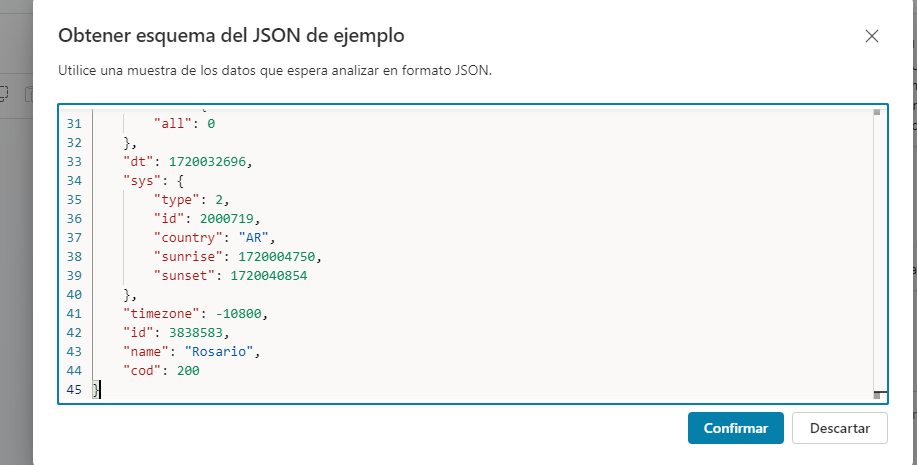 Obtener esquema del JSON de ejemplo
Utilice una muestra de los datos que espera analizar en formato JSON.
31 "all": 0
32 },
33 "dt": 1720032696,
34 "sys": {
35 "type": 2,
36 "id": 2000719,
37 "country": "AR",
38 "sunrise": 1720004750,
39 "sunset": 1720040854
40 },
41 "timezone": -10800,
42 "id": 3838583,
43 "name": "Rosario",
44 "cod": 200
45 }
Confirmar Descartar